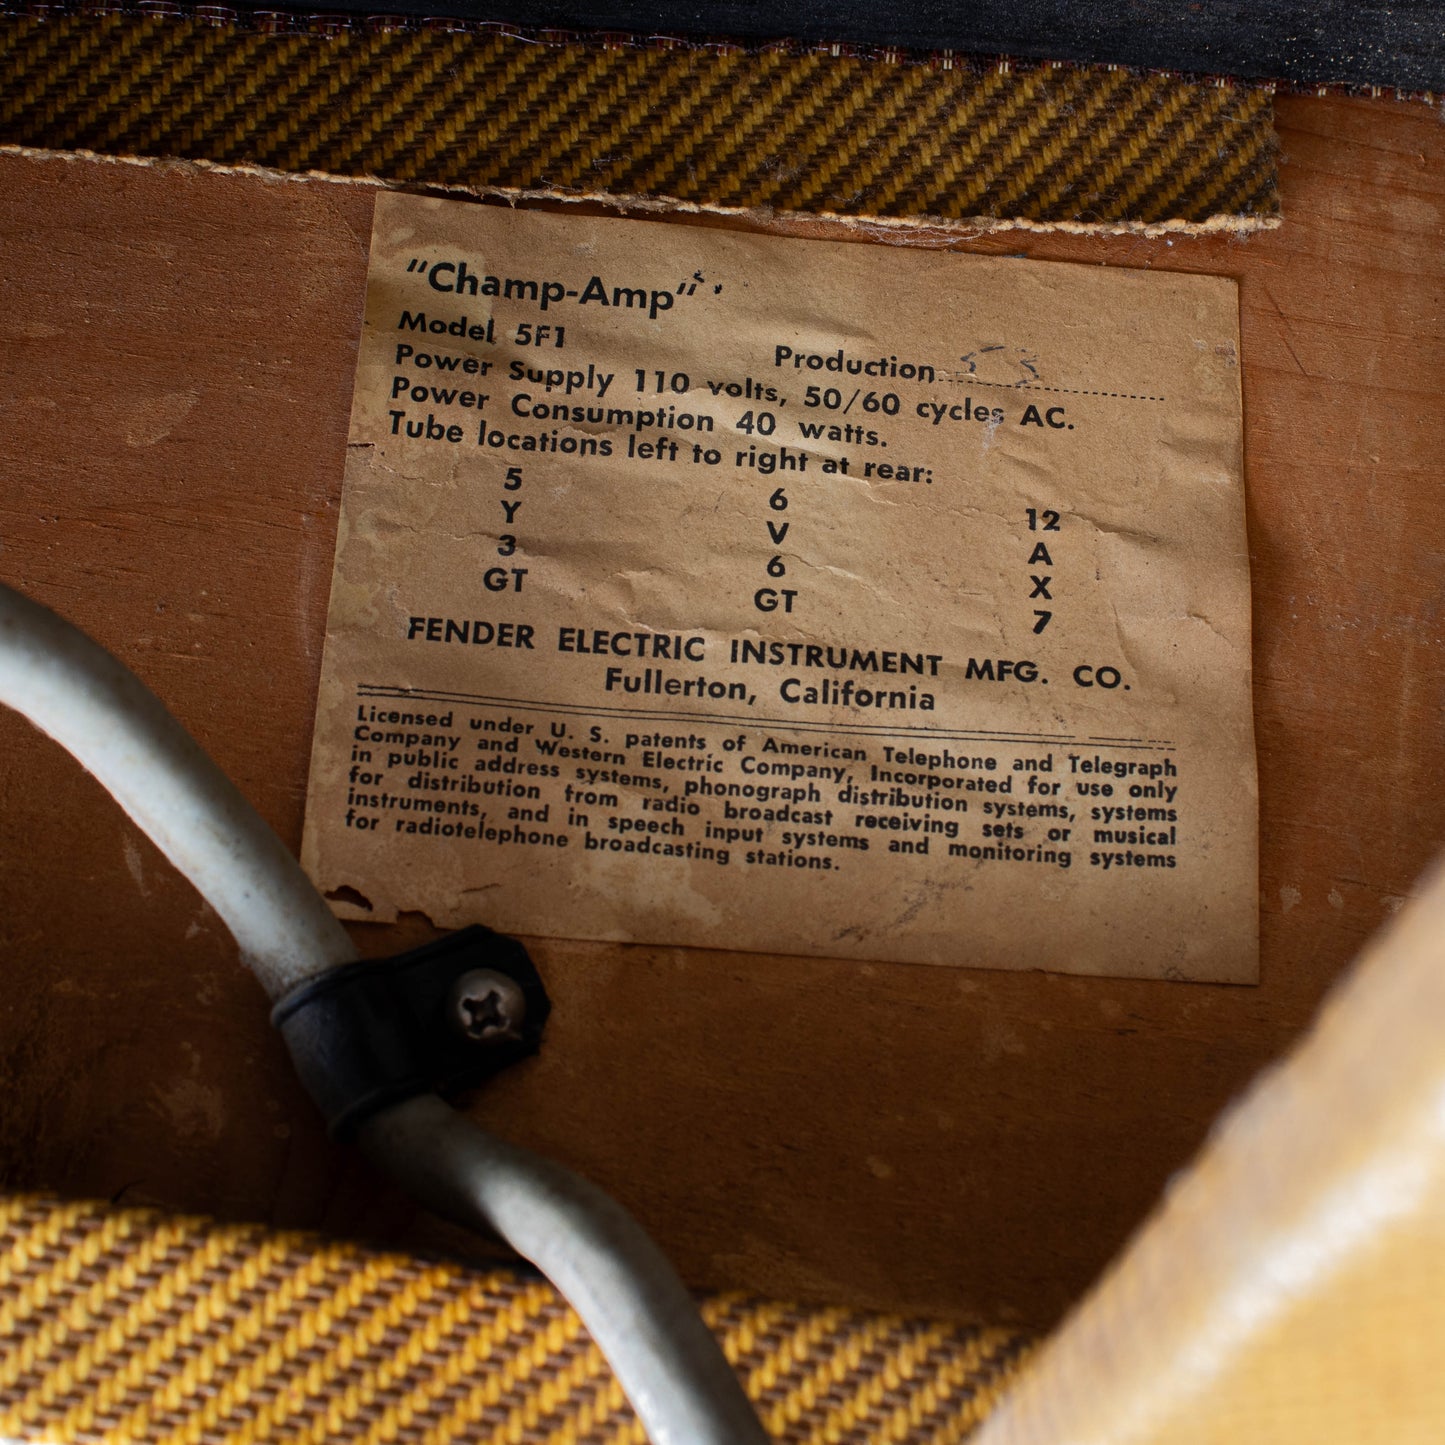 "Champ-Amp"
Model 5F1 Production
Power Supply 110 volts, 50/60 cycles AC.
Power Consumption 40 watts.
Tube locations left to right at rear:
5 6 12
Y V A
3 6 X
GT GT 7
FENDER ELECTRIC INSTRUMENT MFG. CO.
Fullerton, California
Licensed under U. S. patents of American Telephone and Telegraph
Company and Western Electric Company, Incorporated for use only
in public address systems, phonograph distribution systems, systems
for distribution from radio broadcast receiving sets or musical
instruments, and in speech input systems and monitoring systems
for radiotelephone broadcasting stations.